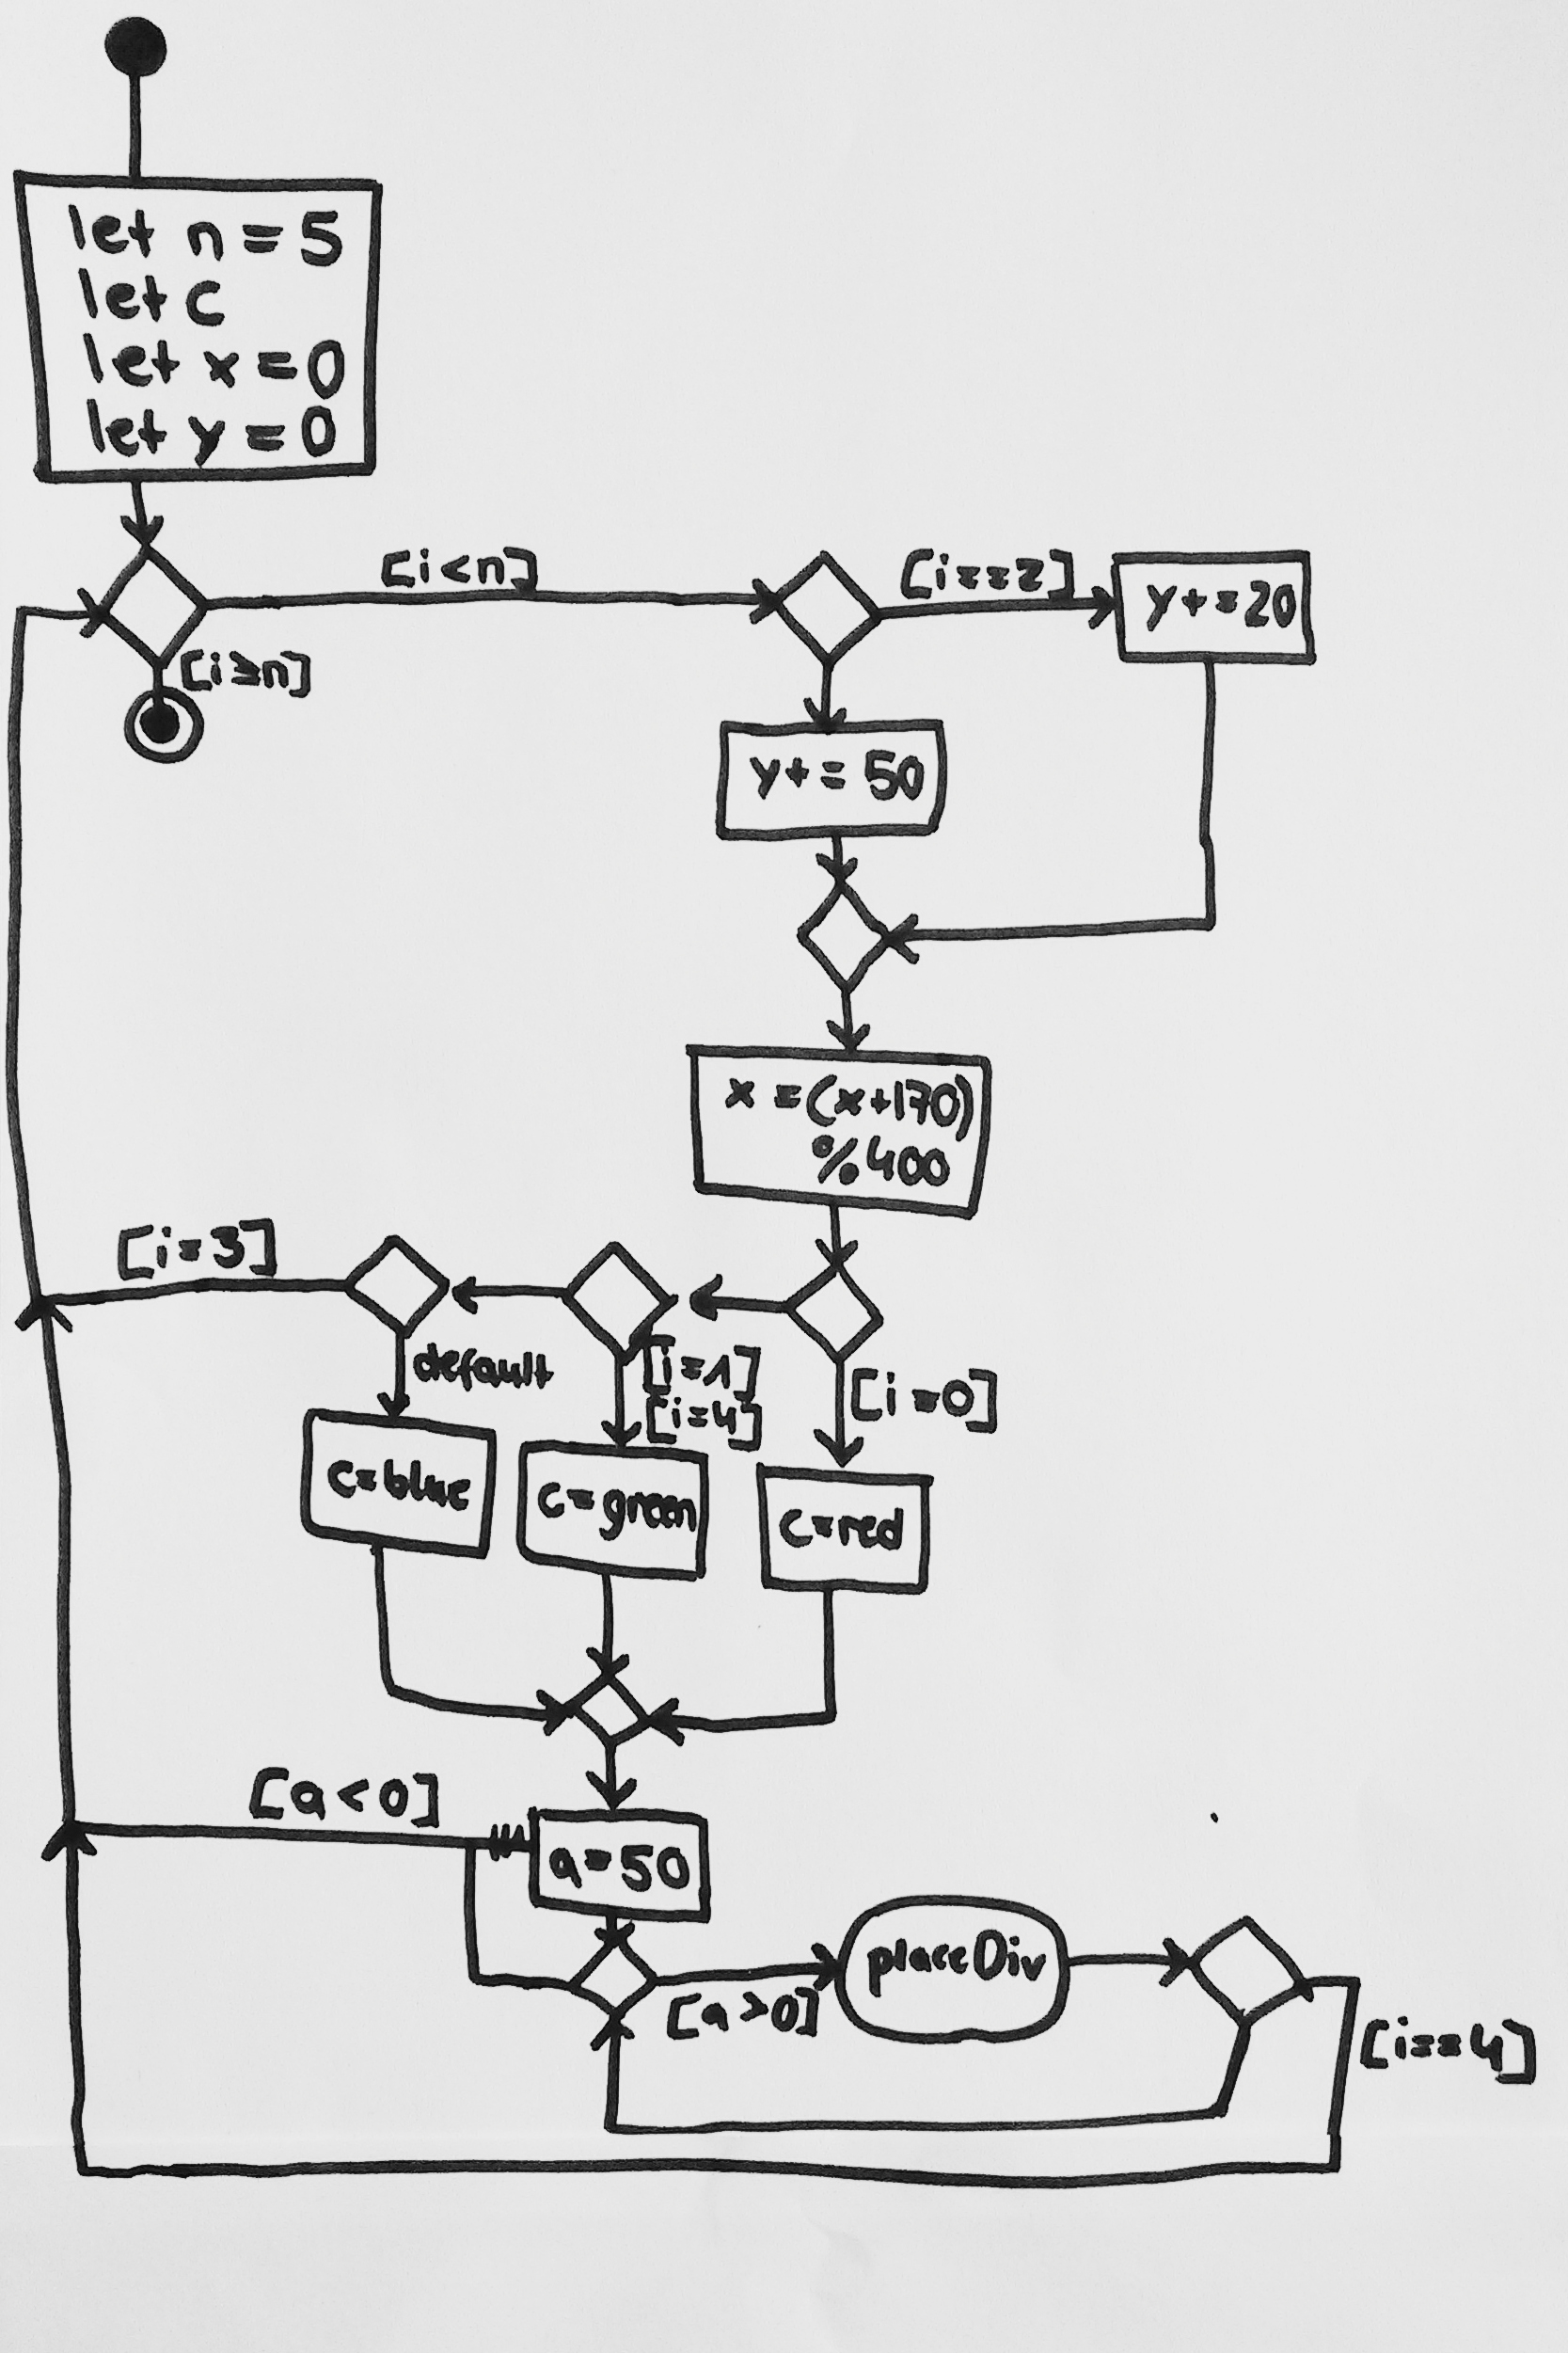 let n = 5
let c
let x = 0
let y = 0
[i<n]
[i==2]
y+=20
[i≥n]
y+= 50
x =(x+170)
%400
[i=3]
default
[i=1]
[i=4]
[i=0]
c=blue
c=green
c=red
[a<0]
a=50
placeDiv
[a>0]
[i==4]